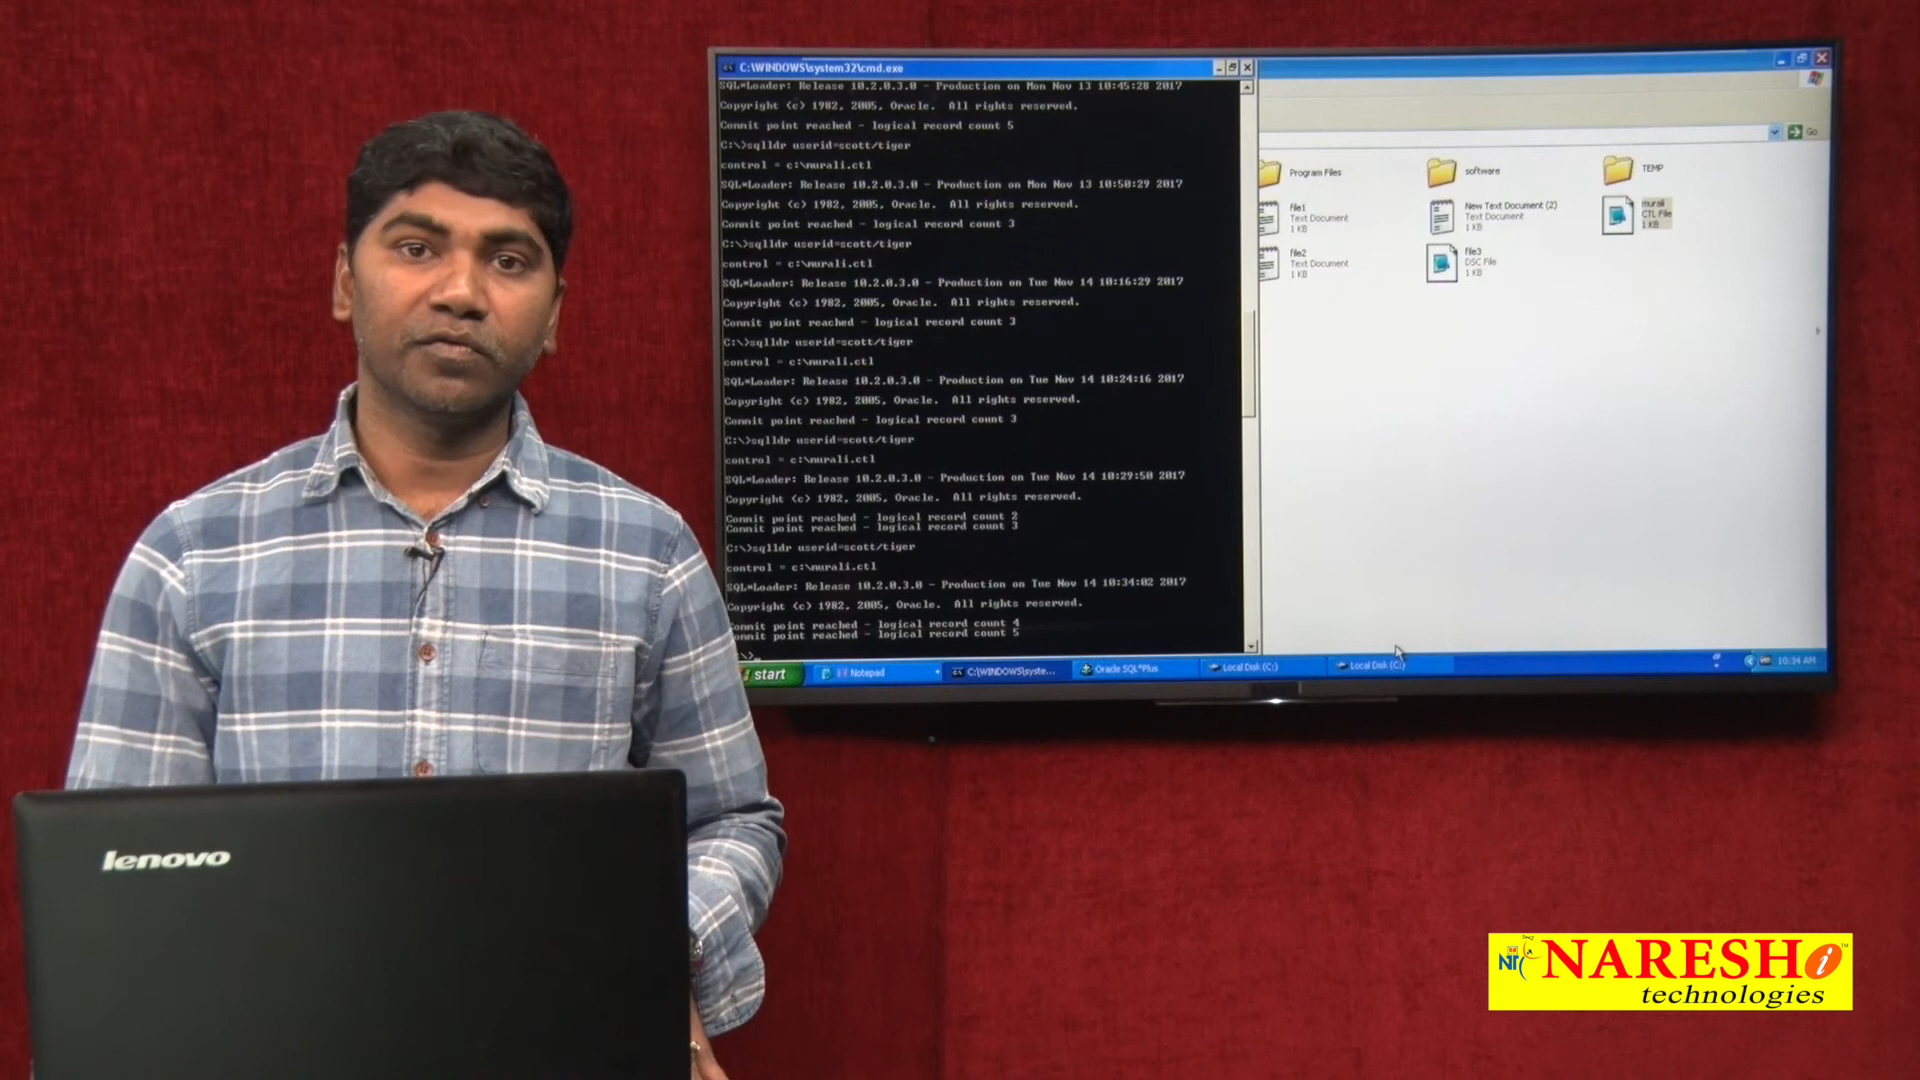 C:\WINDOWS\system32\cmd.exe
SQL*Loader: Release 10.2.0.3.0 - Production on Mon Nov 13 10:45:28 2017
Copyright (c) 1982, 2005, Oracle.  All rights reserved.
Commit point reached - logical record count 5
C:\>sqlldr userid=scott/tiger
control = c:\murali.ctl
SQL*Loader: Release 10.2.0.3.0 - Production on Mon Nov 13 10:50:29 2017
Copyright (c) 1982, 2005, Oracle.  All rights reserved.
Commit point reached - logical record count 3
C:\>sqlldr userid=scott/tiger
control = c:\murali.ctl
SQL*Loader: Release 10.2.0.3.0 - Production on Tue Nov 14 10:16:29 2017
Copyright (c) 1982, 2005, Oracle.  All rights reserved.
Commit point reached - logical record count 3
C:\>sqlldr userid=scott/tiger
control = c:\murali.ctl
SQL*Loader: Release 10.2.0.3.0 - Production on Tue Nov 14 10:24:16 2017
Copyright (c) 1982, 2005, Oracle.  All rights reserved.
Commit point reached - logical record count 3
C:\>sqlldr userid=scott/tiger
control = c:\murali.ctl
SQL*Loader: Release 10.2.0.3.0 - Production on Tue Nov 14 10:29:50 2017
Copyright (c) 1982, 2005, Oracle.  All rights reserved.
Commit point reached - logical record count 2
Commit point reached - logical record count 3
C:\>sqlldr userid=scott/tiger
control = c:\murali.ctl
SQL*Loader: Release 10.2.0.3.0 - Production on Tue Nov 14 10:34:02 2017
Copyright (c) 1982, 2005, Oracle.  All rights reserved.
Commit point reached - logical record count 4
Commit point reached - logical record count 5
:\>_
Go
Program Files
software
TEMP
file1
Text Document
1 KB
New Text Document (2)
Text Document
1 KB
murali
CTL File
1 KB
file2
Text Document
1 KB
file3
DSC File
1 KB
start
17 Notepad
C:\WINDOWS\syste...
Oracle SQL*Plus
Local Disk (C:)
Local Disk (C:)
10:34 AM
lenovo
NT
NARESHi
technologies